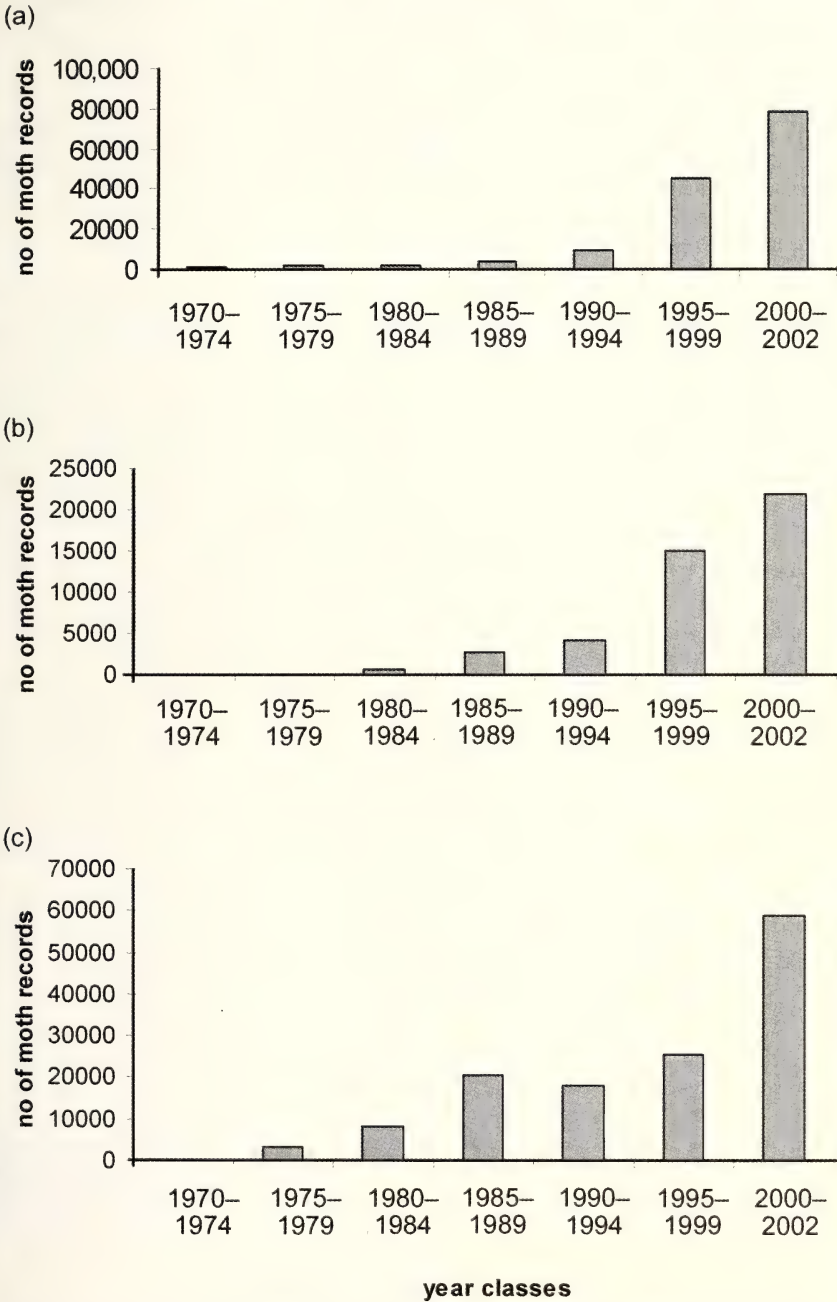 (a)
no of moth records
100,000
80000
60000
40000
20000
0
1970– 1975– 1980– 1985– 1990– 1995– 2000–
1974 1979 1984 1989 1994 1999 2002
(b)
no of moth records
25000
20000
15000
10000
5000
0
1970– 1975– 1980– 1985– 1990– 1995– 2000–
1974 1979 1984 1989 1994 1999 2002
(c)
no of moth records
70000
60000
50000
40000
30000
20000
10000
0
1970– 1975– 1980– 1985– 1990– 1995– 2000–
1974 1979 1984 1989 1994 1999 2002
year classes